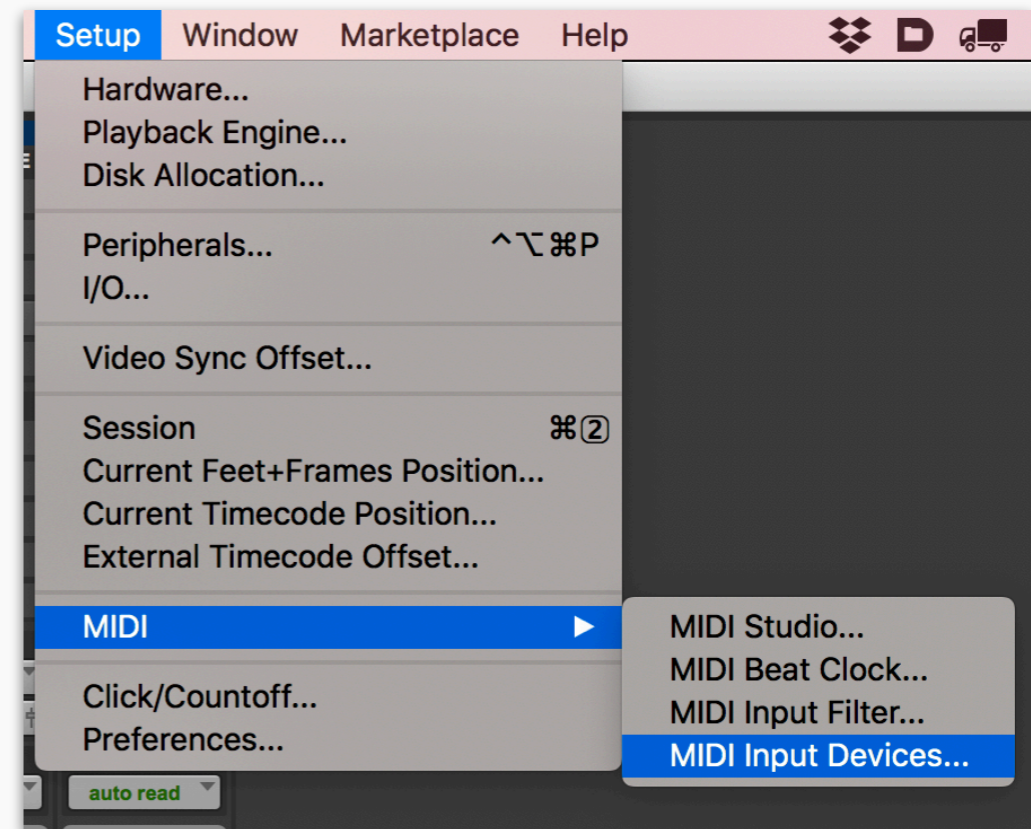 Setup Window Marketplace Help
Hardware...
Playback Engine...
Disk Allocation...
Peripherals... ^⌥⌘P
I/O...
Video Sync Offset...
Session ⌘2
Current Feet+Frames Position...
Current Timecode Position...
External Timecode Offset...
MIDI ▶
MIDI Studio...
MIDI Beat Clock...
MIDI Input Filter...
MIDI Input Devices...
Click/Countoff...
Preferences...
auto read